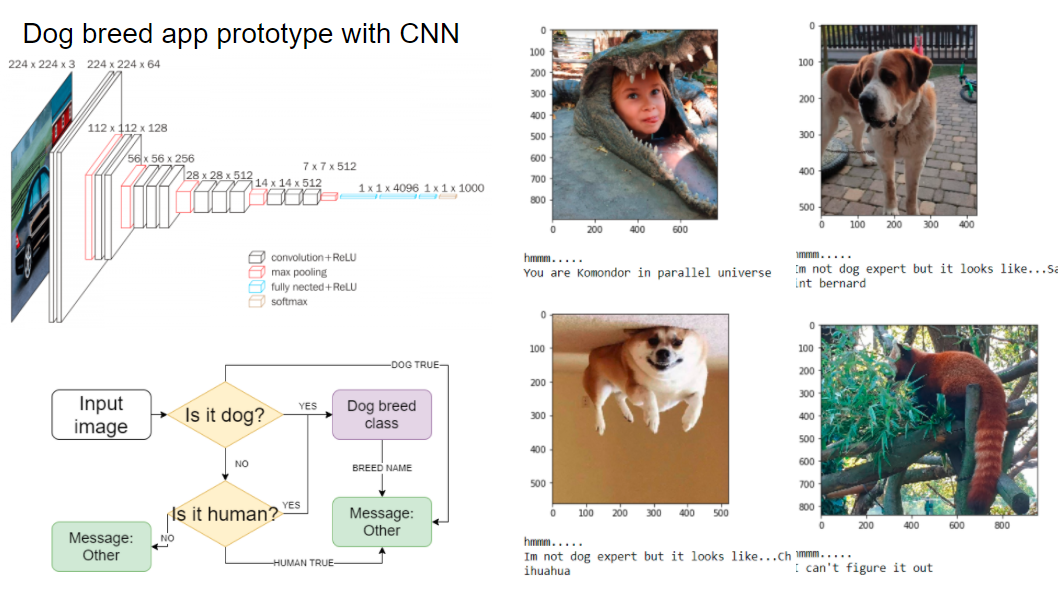 Dog breed app prototype with CNN
224 x 224 x 3
224 x 224 x 64
112 x 112 x 128
56 x 56 x 256
28 x 28 x 512
14 x 14 x 512
7 x 7 x 512
1 x 1 x 4096
1 x 1 x 1000
convolution+ReLU
max pooling
fully nected+ReLU
softmax
Input
image
Is it dog?
YES
NO
DOG TRUE
Dog breed
class
BREED NAME
Is it human?
YES
NO
HUMAN TRUE
Message:
Other
Message:
Other
0
100
200
300
400
500
600
700
800
0
200
400
600
hmmm.....
You are Komondor in parallel universe
0
100
200
300
400
500
0
100
200
300
400
hmmm.....
Im not dog expert but it looks like...Sa
int bernard
0
100
200
300
400
500
0
100
200
300
400
500
hmmm.....
Im not dog expert but it looks like...Ch
ihuahua
0
100
200
300
400
500
600
700
800
0
200
400
600
800
hmmm.....
I can't figure it out